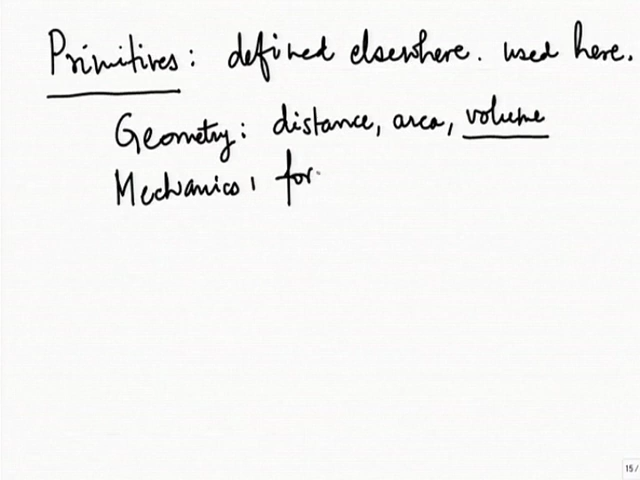 Primitives: defined elsewhere. used here.
Geometry: distance, area, volume
Mechanics: for
15/